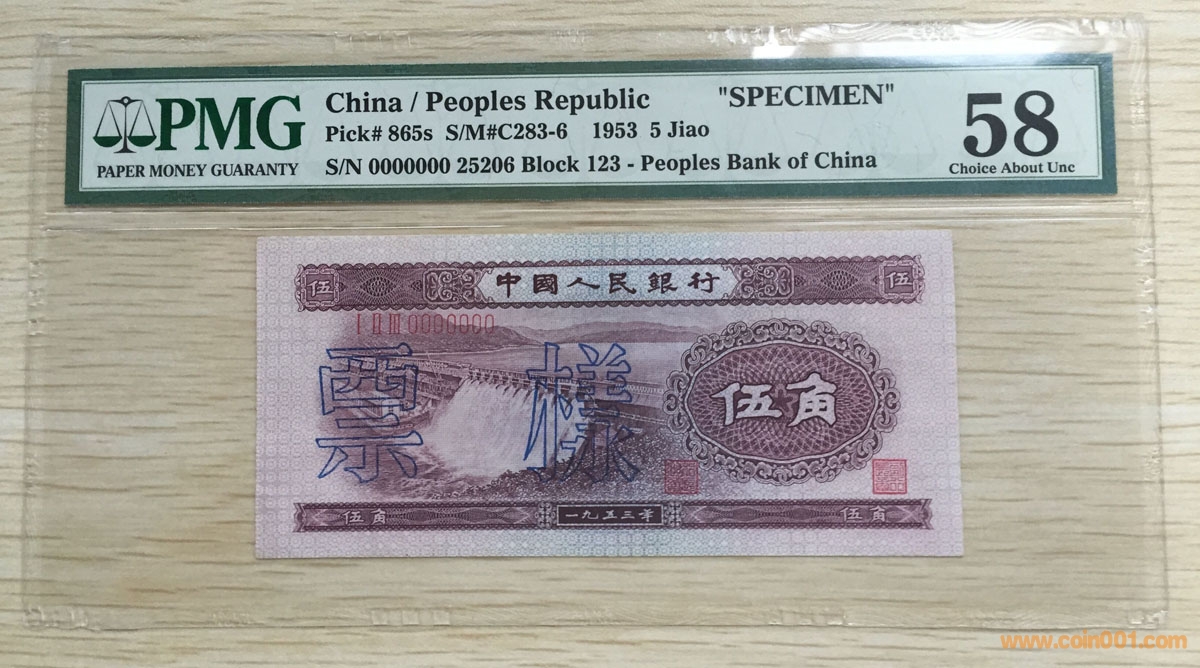 PMG
PAPER MONEY GUARANTY
China / Peoples Republic "SPECIMEN"
Pick# 865s S/M#C283-6 1953 5 Jiao
S/N 0000000 25206 Block 123 - Peoples Bank of China
58
Choice About Unc
伍 中國人民銀行 伍
I II III 0000000
票樣
伍角
伍角 一九五三年 伍角
www.coin001.com